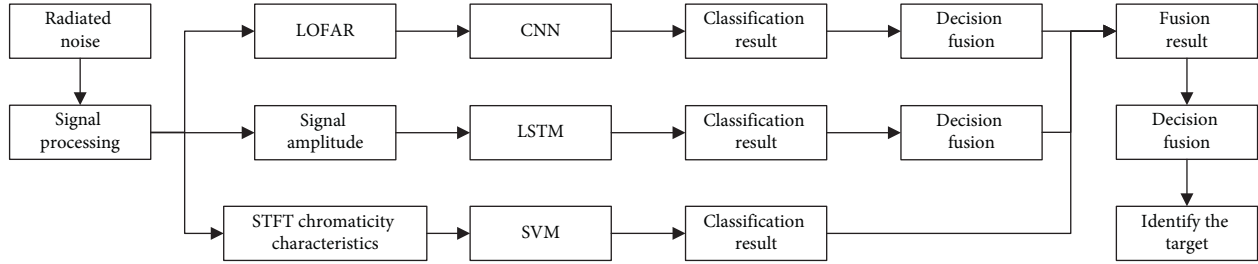 Radiated
noise
LOFAR
CNN
Classification
result
Decision
fusion
Fusion
result
Signal
processing
Signal
amplitude
LSTM
Classification
result
Decision
fusion
Decision
fusion
STFT chromaticity
characteristics
SVM
Classification
result
Identify the
target